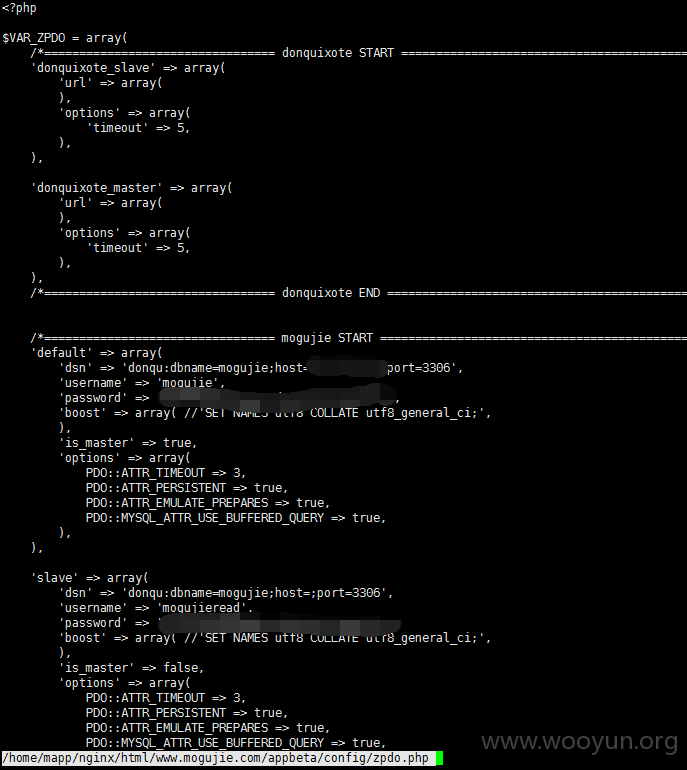 <?php
$VAR_ZPDO = array(
    /*================================= donquixote START =========================================
    'donquixote_slave' => array(
        'url' => array(
        ),
        'options' => array(
            'timeout' => 5,
        ),
    ),
    'donquixote_master' => array(
        'url' => array(
        ),
        'options' => array(
            'timeout' => 5,
        ),
    ),
    /*================================= donquixote END ===========================================
    /*================================= mogujie START ============================================
    'default' => array(
        'dsn' => 'donqu:dbname=mogujie;host= port=3306',
        'username' => 'mogujie',
        'password' => ,
        'boost' => array( //'SET NAMES utf8 COLLATE utf8_general_ci;',
        ),
        'is_master' => true,
        'options' => array(
            PDO::ATTR_TIMEOUT => 3,
            PDO::ATTR_PERSISTENT => true,
            PDO::ATTR_EMULATE_PREPARES => true,
            PDO::MYSQL_ATTR_USE_BUFFERED_QUERY => true,
        ),
    ),
    'slave' => array(
        'dsn' => 'donqu:dbname=mogujie;host=;port=3306',
        'username' => 'mogujieread',
        'password' => '
        'boost' => array( //'SET NAMES utf8 COLLATE utf8_general_ci;',
        ),
        'is_master' => false,
        'options' => array(
            PDO::ATTR_TIMEOUT => 3,
            PDO::ATTR_PERSISTENT => true,
            PDO::ATTR_EMULATE_PREPARES => true,
            PDO::MYSQL_ATTR_USE_BUFFERED_QUERY => true,
/home/mapp/nginx/html/www.mogujie.com/appbeta/config/zpdo.php
www.wooyun.org